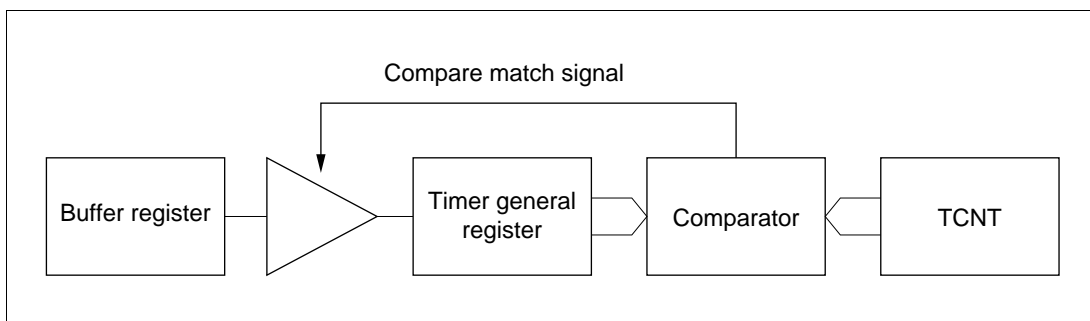 Compare match signal
Buffer register
Timer general
register
Comparator
TCNT